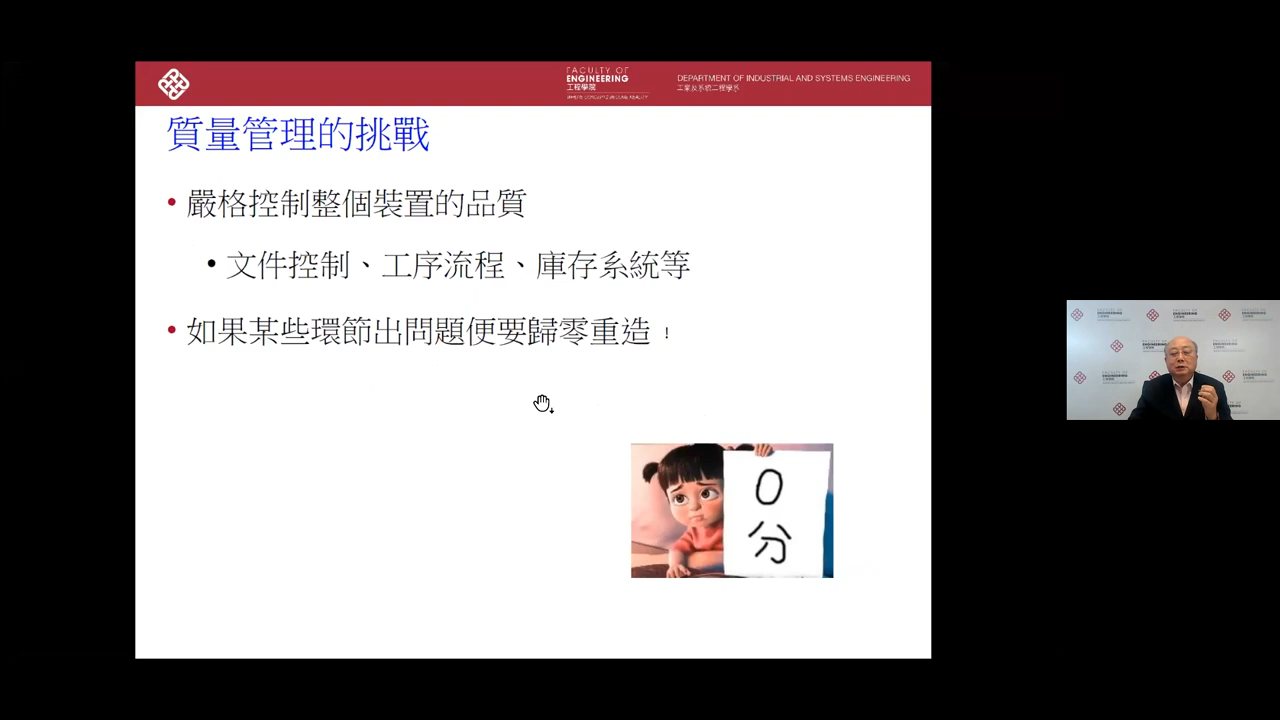 FACULTY OF
ENGINEERING
工程學院
DEPARTMENT OF INDUSTRIAL AND SYSTEMS ENGINEERING
工業及系統工程學系
質量管理的挑戰
• 嚴格控制整個裝置的品質
• 文件控制、工序流程、庫存系統等
• 如果某些環節出問題便要歸零重造！
0
分
FACULTY OF
ENGINEERING